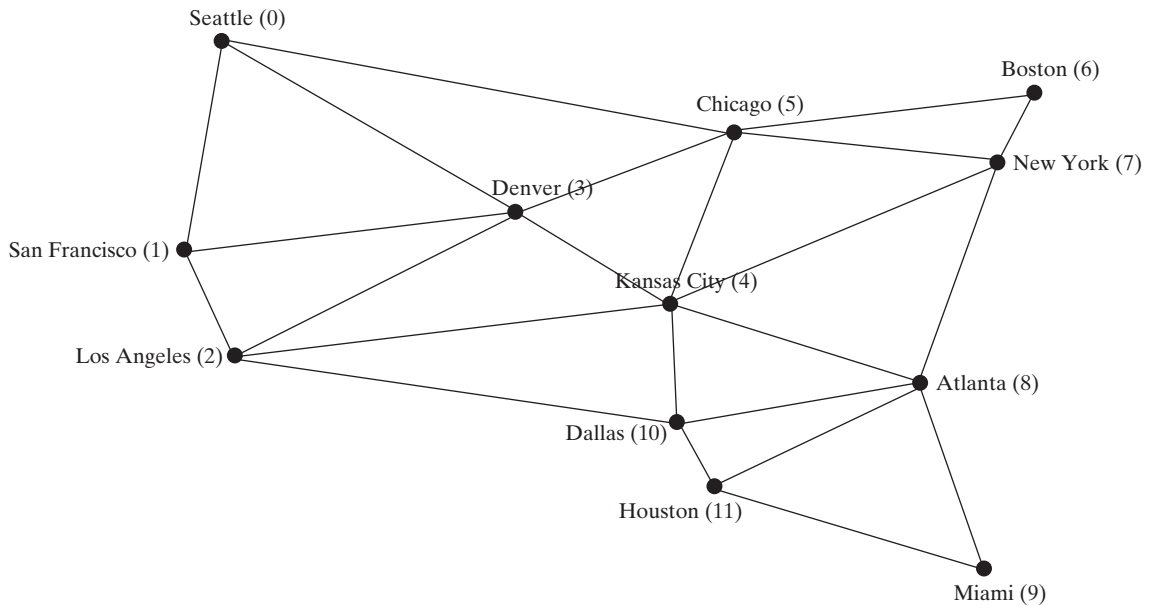 Seattle (0)
Boston (6)
Chicago (5)
New York (7)
Denver (3)
San Francisco (1)
Kansas City (4)
Los Angeles (2)
Atlanta (8)
Dallas (10)
Houston (11)
Miami (9)